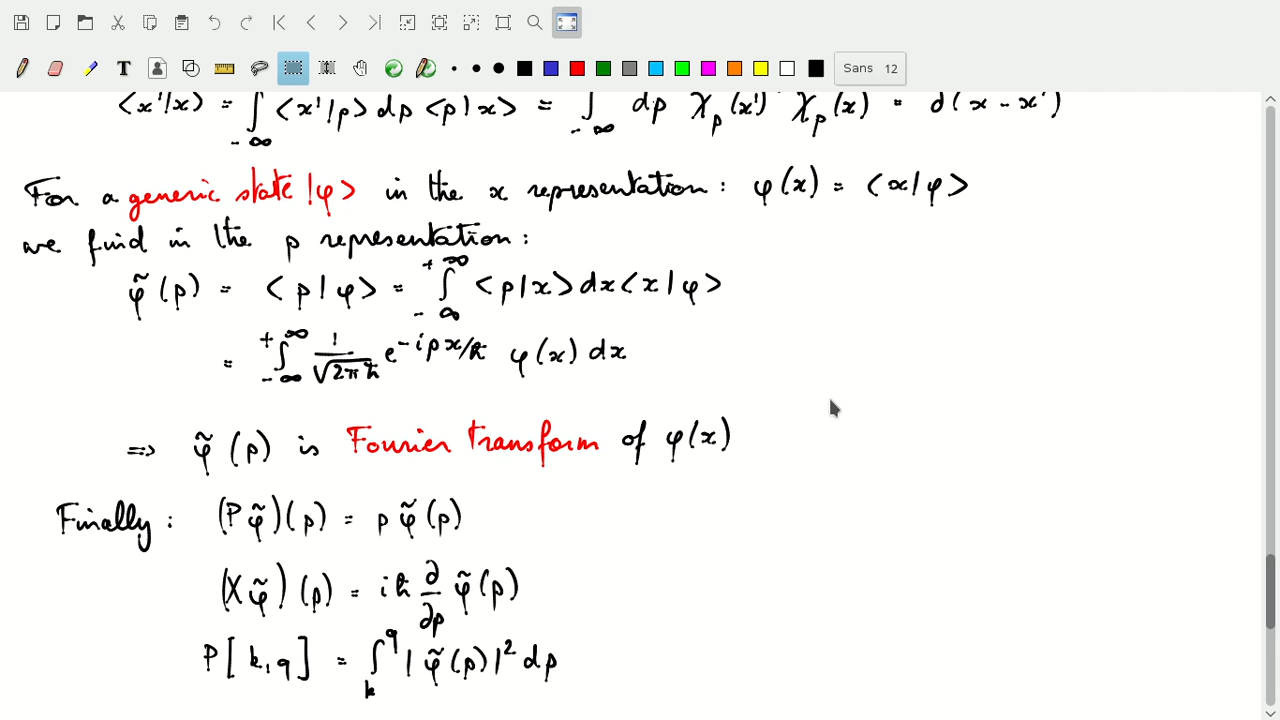 Sans 12
<x'|x> = ∫_{-∞} <x'|p> dp <p|x> = ∫_{-∞} dp χ_p(x') χ_p(x) = ∂(x - x')
For a generic state |φ> in the x representation: φ(x) = <x|φ>
we find in the p representation:
φ̃(p) = <p|φ> = ∫_{-∞}^{+∞} <p|x> dx <x|φ>
= ∫_{-∞}^{+∞} 1/√(2πħ) e^{-ipx/ħ} φ(x) dx
=> φ̃(p) is Fourier transform of φ(x)
Finally: (Pφ̃)(p) = p φ̃(p)
(Xφ̃)(p) = iħ ∂/∂p φ̃(p)
P[k,q] = ∫_k^q |φ̃(p)|² dp